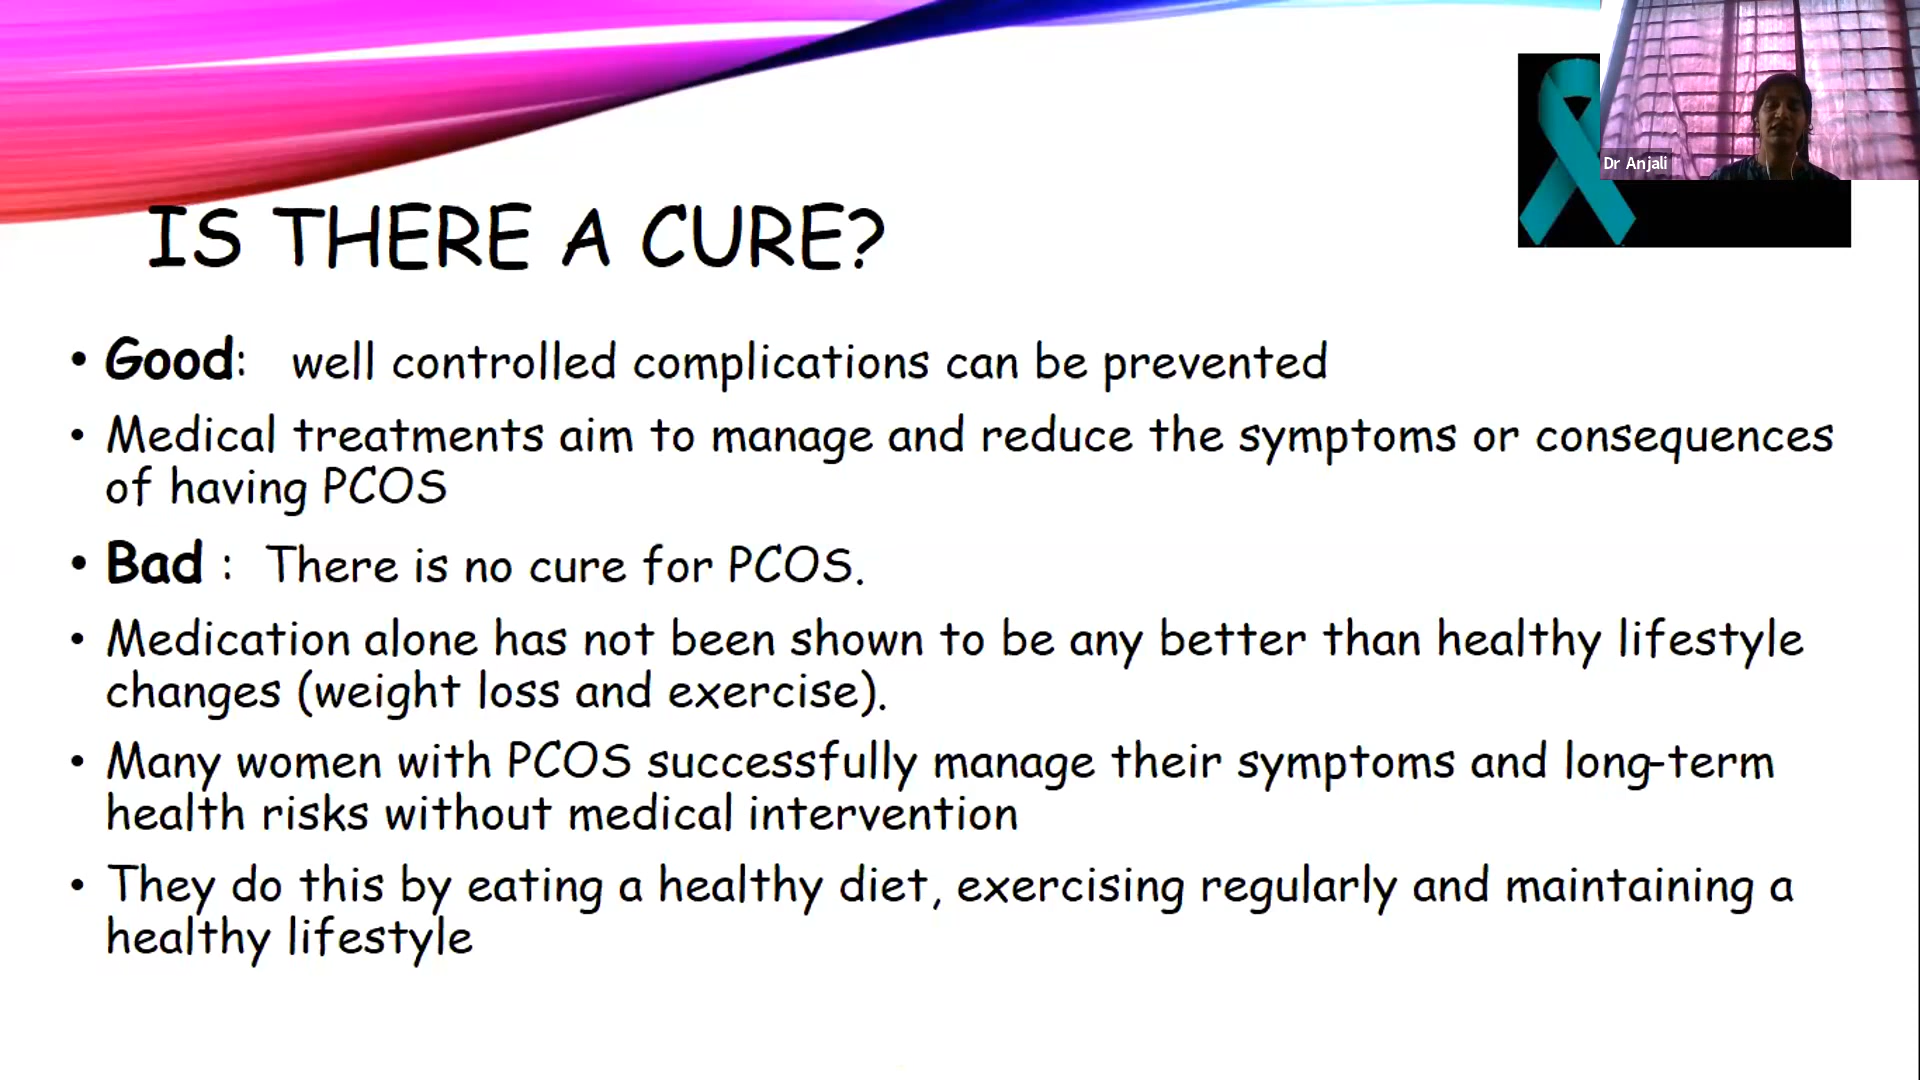 Dr Anjali
IS THERE A CURE?
• Good: well controlled complications can be prevented
• Medical treatments aim to manage and reduce the symptoms or consequences
of having PCOS
• Bad : There is no cure for PCOS.
• Medication alone has not been shown to be any better than healthy lifestyle
changes (weight loss and exercise).
• Many women with PCOS successfully manage their symptoms and long-term
health risks without medical intervention
• They do this by eating a healthy diet, exercising regularly and maintaining a
healthy lifestyle